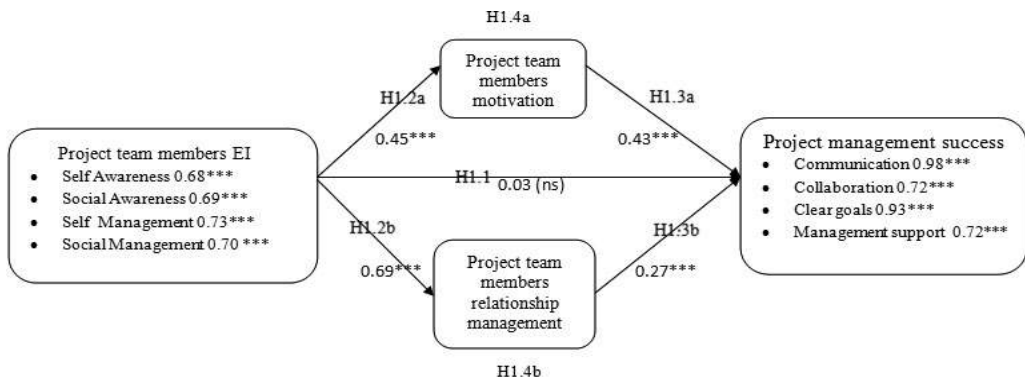 H1.4a
Project team
members
motivation
H1.2a
H1.3a
0.45***
0.43***
Project team members EI
• Self Awareness 0.68***
• Social Awareness 0.69***
• Self Management 0.73***
• Social Management 0.70 ***
H1.1 0.03 (ns)
Project management success
• Communication 0.98***
• Collaboration 0.72***
• Clear goals 0.93***
• Management support 0.72***
H1.2b
H1.3b
0.69***
0.27***
Project team
members
relationship
management
H1.4b